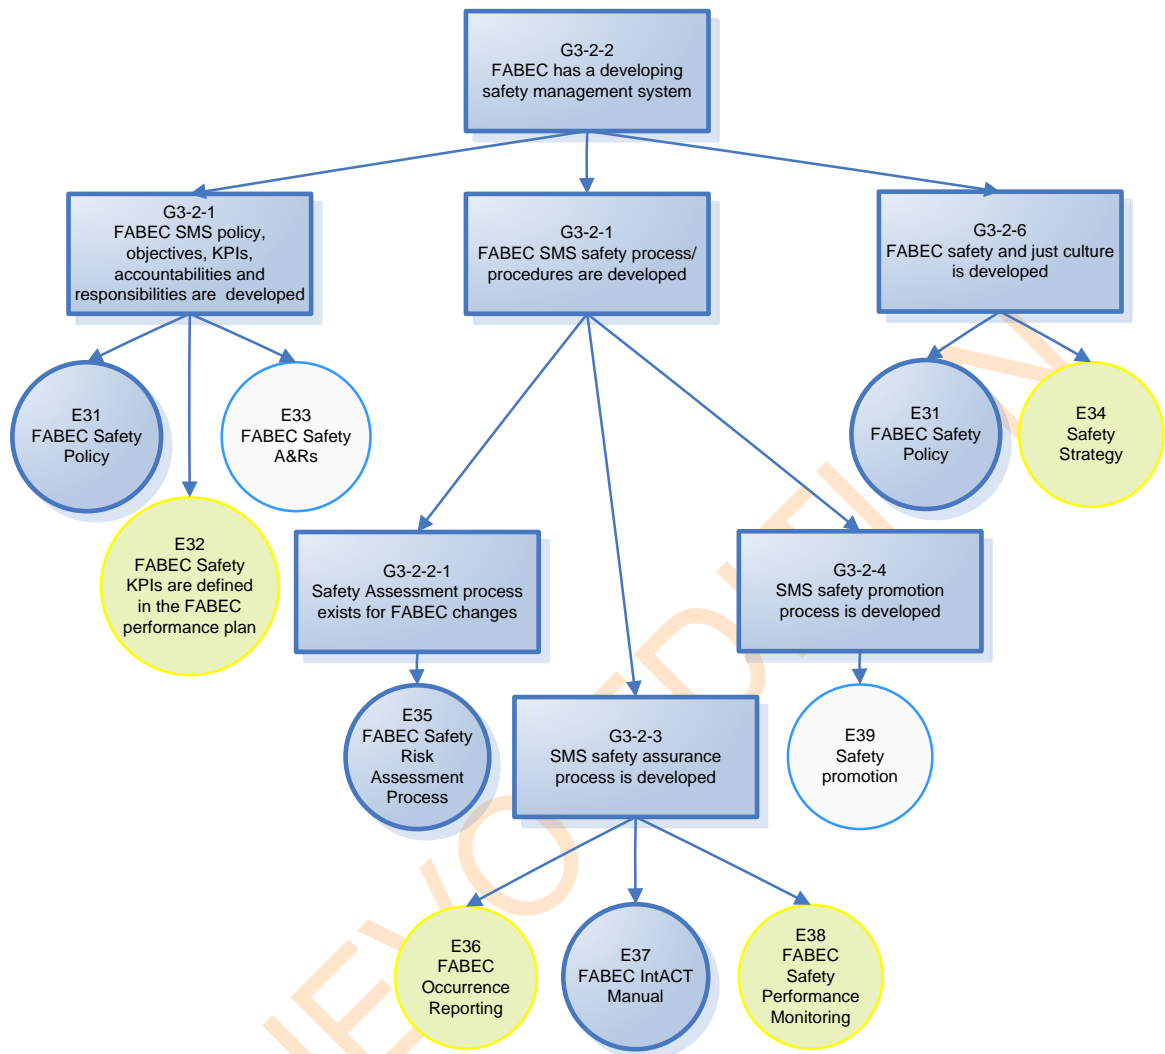 G3-2-2
FABEC has a developing
safety management system
G3-2-1
FABEC SMS policy,
objectives, KPIs,
accountabilities and
responsibilities are developed
G3-2-1
FABEC SMS safety process/
procedures are developed
G3-2-6
FABEC safety and just culture
is developed
E31
FABEC Safety
Policy
E33
FABEC Safety
A&Rs
E31
FABEC Safety
Policy
E34
Safety
Strategy
E32
FABEC Safety
KPIs are defined
in the FABEC
performance plan
G3-2-2-1
Safety Assessment process
exists for FABEC changes
G3-2-4
SMS safety promotion
process is developed
E35
FABEC Safety
Risk
Assessment
Process
G3-2-3
SMS safety assurance
process is developed
E39
Safety
promotion
E36
FABEC
Occurrence
Reporting
E37
FABEC IntACT
Manual
E38
FABEC
Safety
Performance
Monitoring